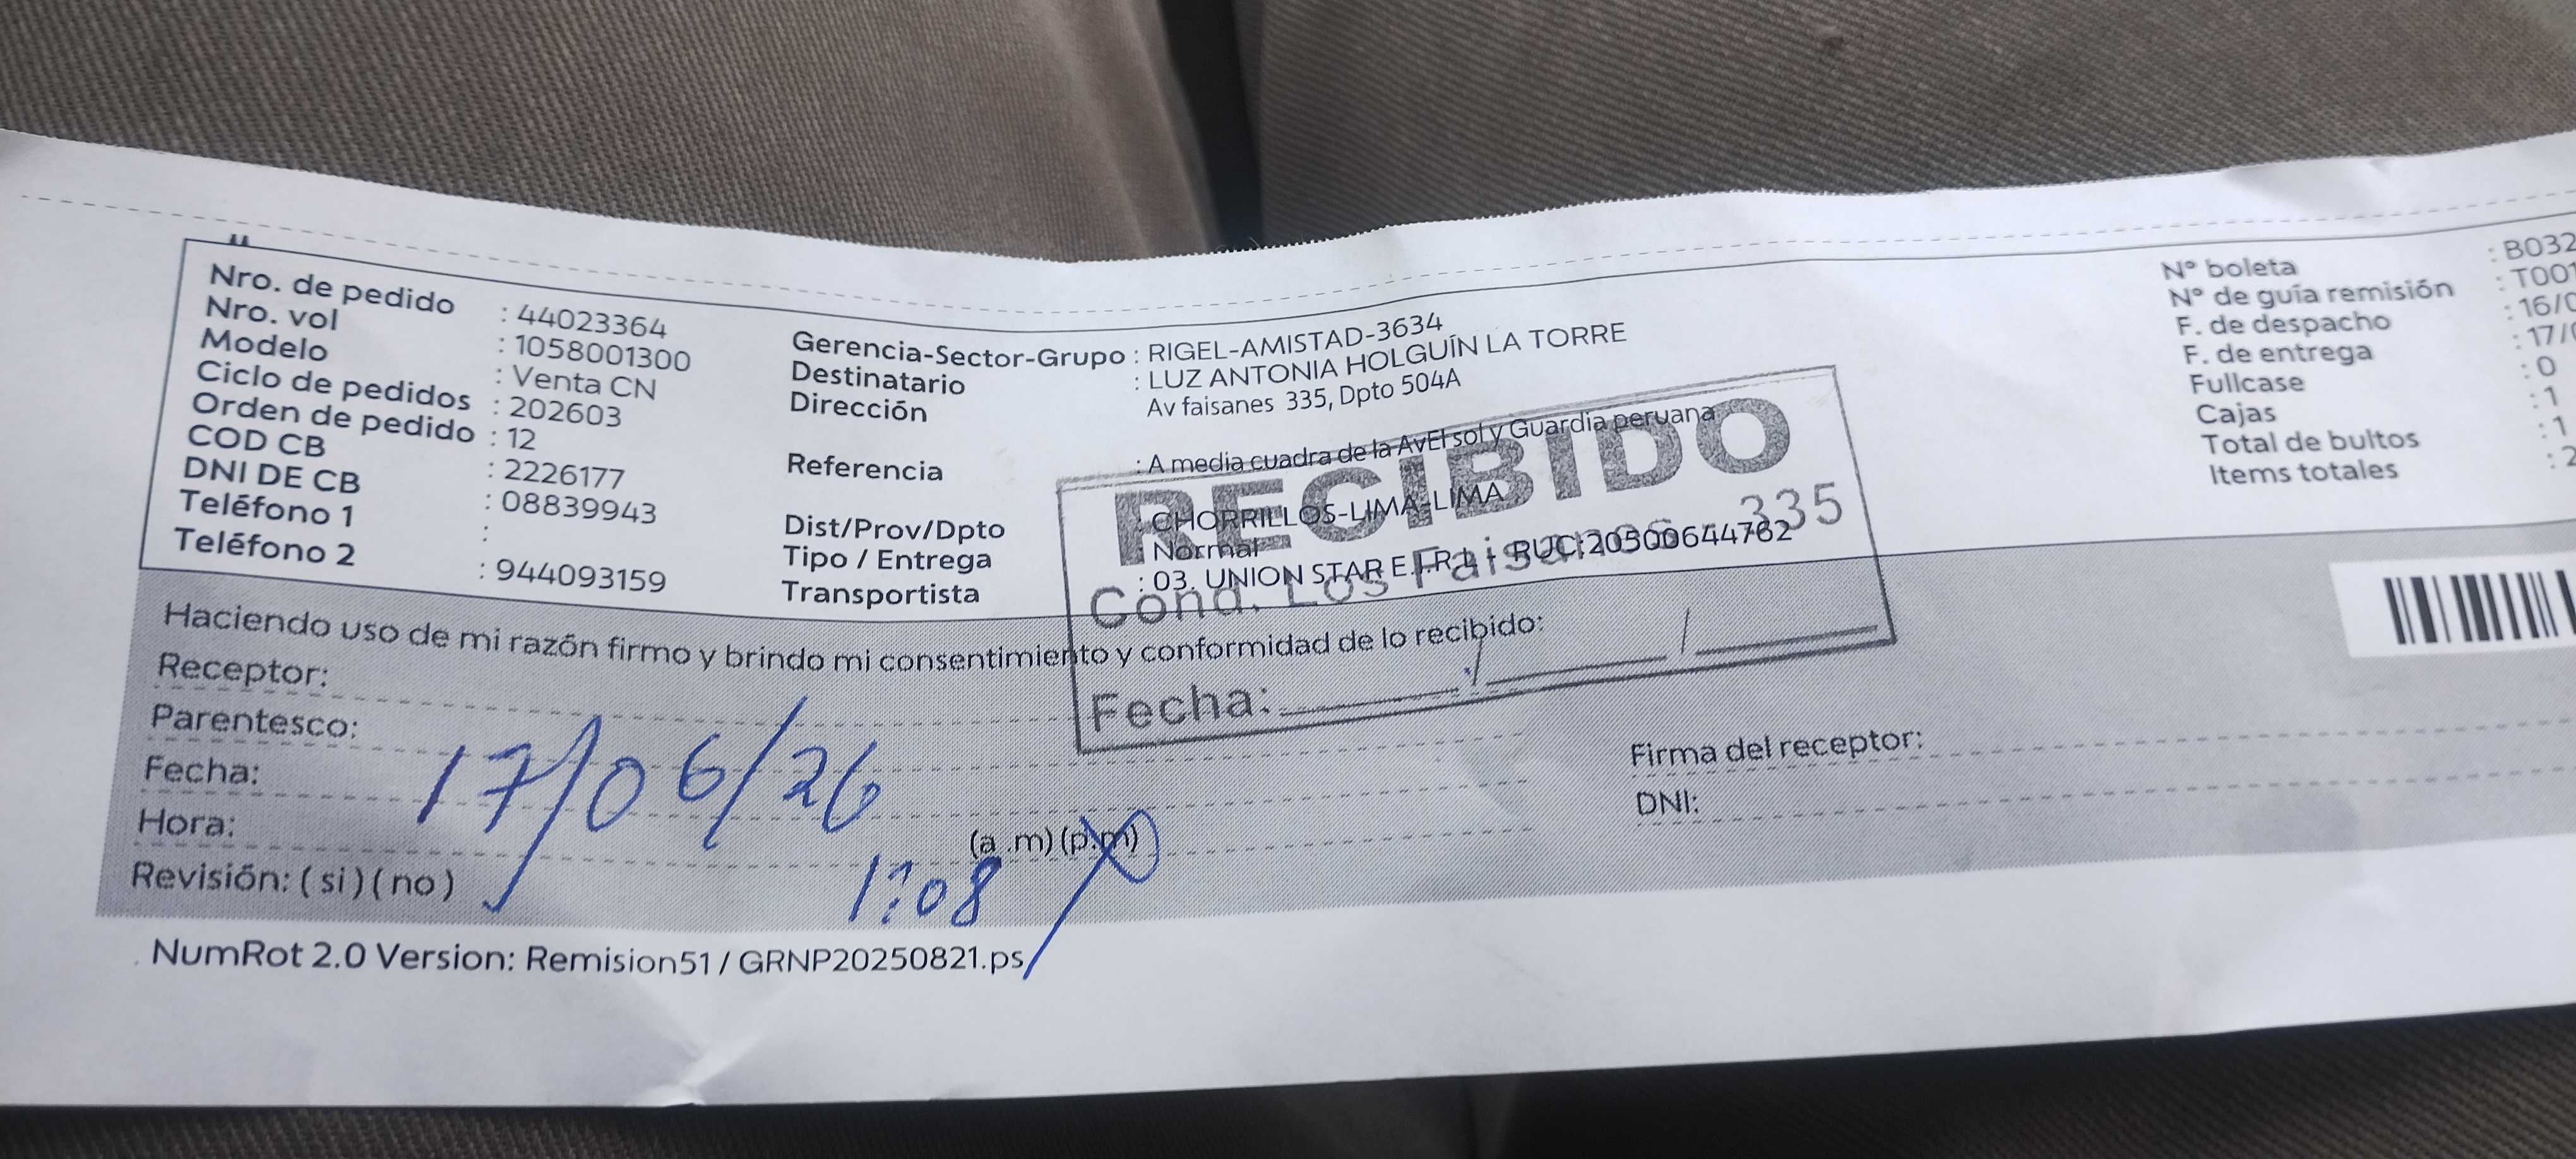 Nro. de pedido : 44023364
Nro. vol : 1058001300
Modelo : Venta CN
Ciclo de pedidos : 202603
Orden de pedido : 12
COD CB : 2226177
DNI DE CB : 08839943
Teléfono 1 :
Teléfono 2 : 944093159
Gerencia-Sector-Grupo : RIGEL-AMISTAD-3634
Destinatario : LUZ ANTONIA HOLGUÍN LA TORRE
Dirección Av faisanes 335, Dpto 504A
Referencia : A media cuadra de la AvEl sol y Guardia peruana
Dist/Prov/Dpto : CHORRILLOS-LIMA-LIMA
Tipo / Entrega : Normal
Transportista : 03. UNION STAR E.I.R.L - RUC:20500644762
N° boleta : B032
N° de guía remisión : T001
F. de despacho : 16/0
F. de entrega : 17/0
Fullcase : 0
Cajas : 1
Total de bultos : 1
Items totales : 2
RECIBIDO
Cond. Los Faisanes 335
Fecha: / /
Haciendo uso de mi razón firmo y brindo mi consentimiento y conformidad de lo recibido:
Receptor:
Parentesco:
Fecha: 17/06/26
Hora: 1:08 (a .m) (p.m)
Revisión: ( si ) ( no )
Firma del receptor:
DNI:
NumRot 2.0 Version: Remision51 / GRNP20250821.ps